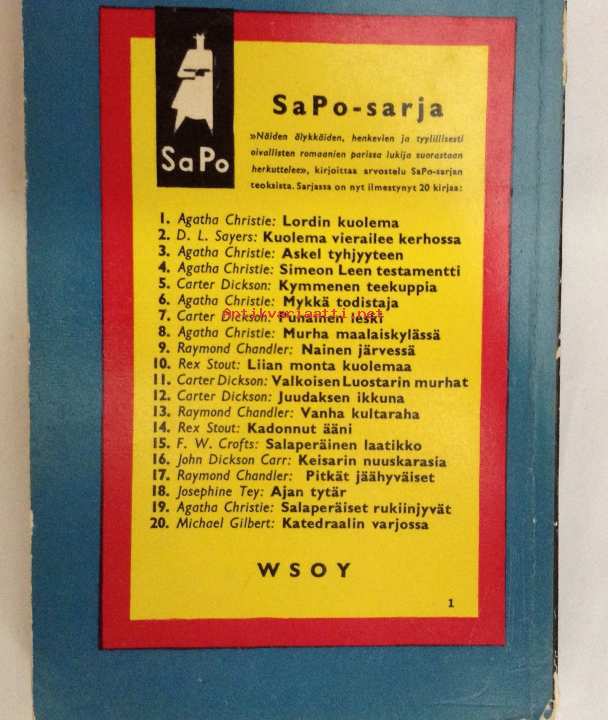 SaPo
SaPo-sarja
»Näiden älykkäiden, henkevien ja tyylillisesti
oivallisten romaanien parissa lukija suorastaan
herkuttelee», kirjoittaa arvostelu SaPo-sarjan
teoksista. Sarjassa on nyt ilmestynyt 20 kirjaa:
1. Agatha Christie: Lordin kuolema
2. D. L. Sayers: Kuolema vierailee kerhossa
3. Agatha Christie: Askel tyhjyyteen
4. Agatha Christie: Simeon Leen testamentti
5. Carter Dickson: Kymmenen teekuppia
6. Agatha Christie: Mykkä todistaja
7. Carter Dickson: Punainen leski
Antikvariaatti.net
8. Agatha Christie: Murha maalaiskylässä
9. Raymond Chandler: Nainen järvessä
10. Rex Stout: Liian monta kuolemaa
11. Carter Dickson: Valkoisen Luostarin murhat
12. Carter Dickson: Juudaksen ikkuna
13. Raymond Chandler: Vanha kultaraha
14. Rex Stout: Kadonnut ääni
15. F. W. Crofts: Salaperäinen laatikko
16. John Dickson Carr: Keisarin nuuskarasia
17. Raymond Chandler: Pitkät jäähyväiset
18. Josephine Tey: Ajan tytär
19. Agatha Christie: Salaperäiset rukiinjyvät
20. Michael Gilbert: Katedraalin varjossa
WSOY
1